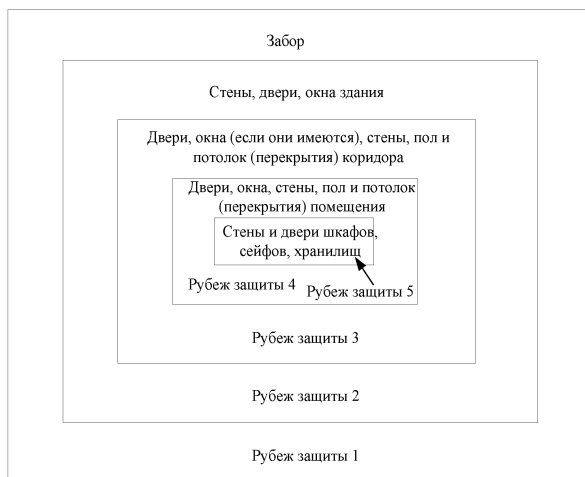 Забор
Стены, двери, окна здания
Двери, окна (если они имеются), стены, пол и
потолок (перекрытия) коридора
Двери, окна, стены, пол и потолок
(перекрытия) помещения
Стены и двери шкафов,
сейфов, хранилищ
Рубеж защиты 4
Рубеж защиты 5
Рубеж защиты 3
Рубеж защиты 2
Рубеж защиты 1